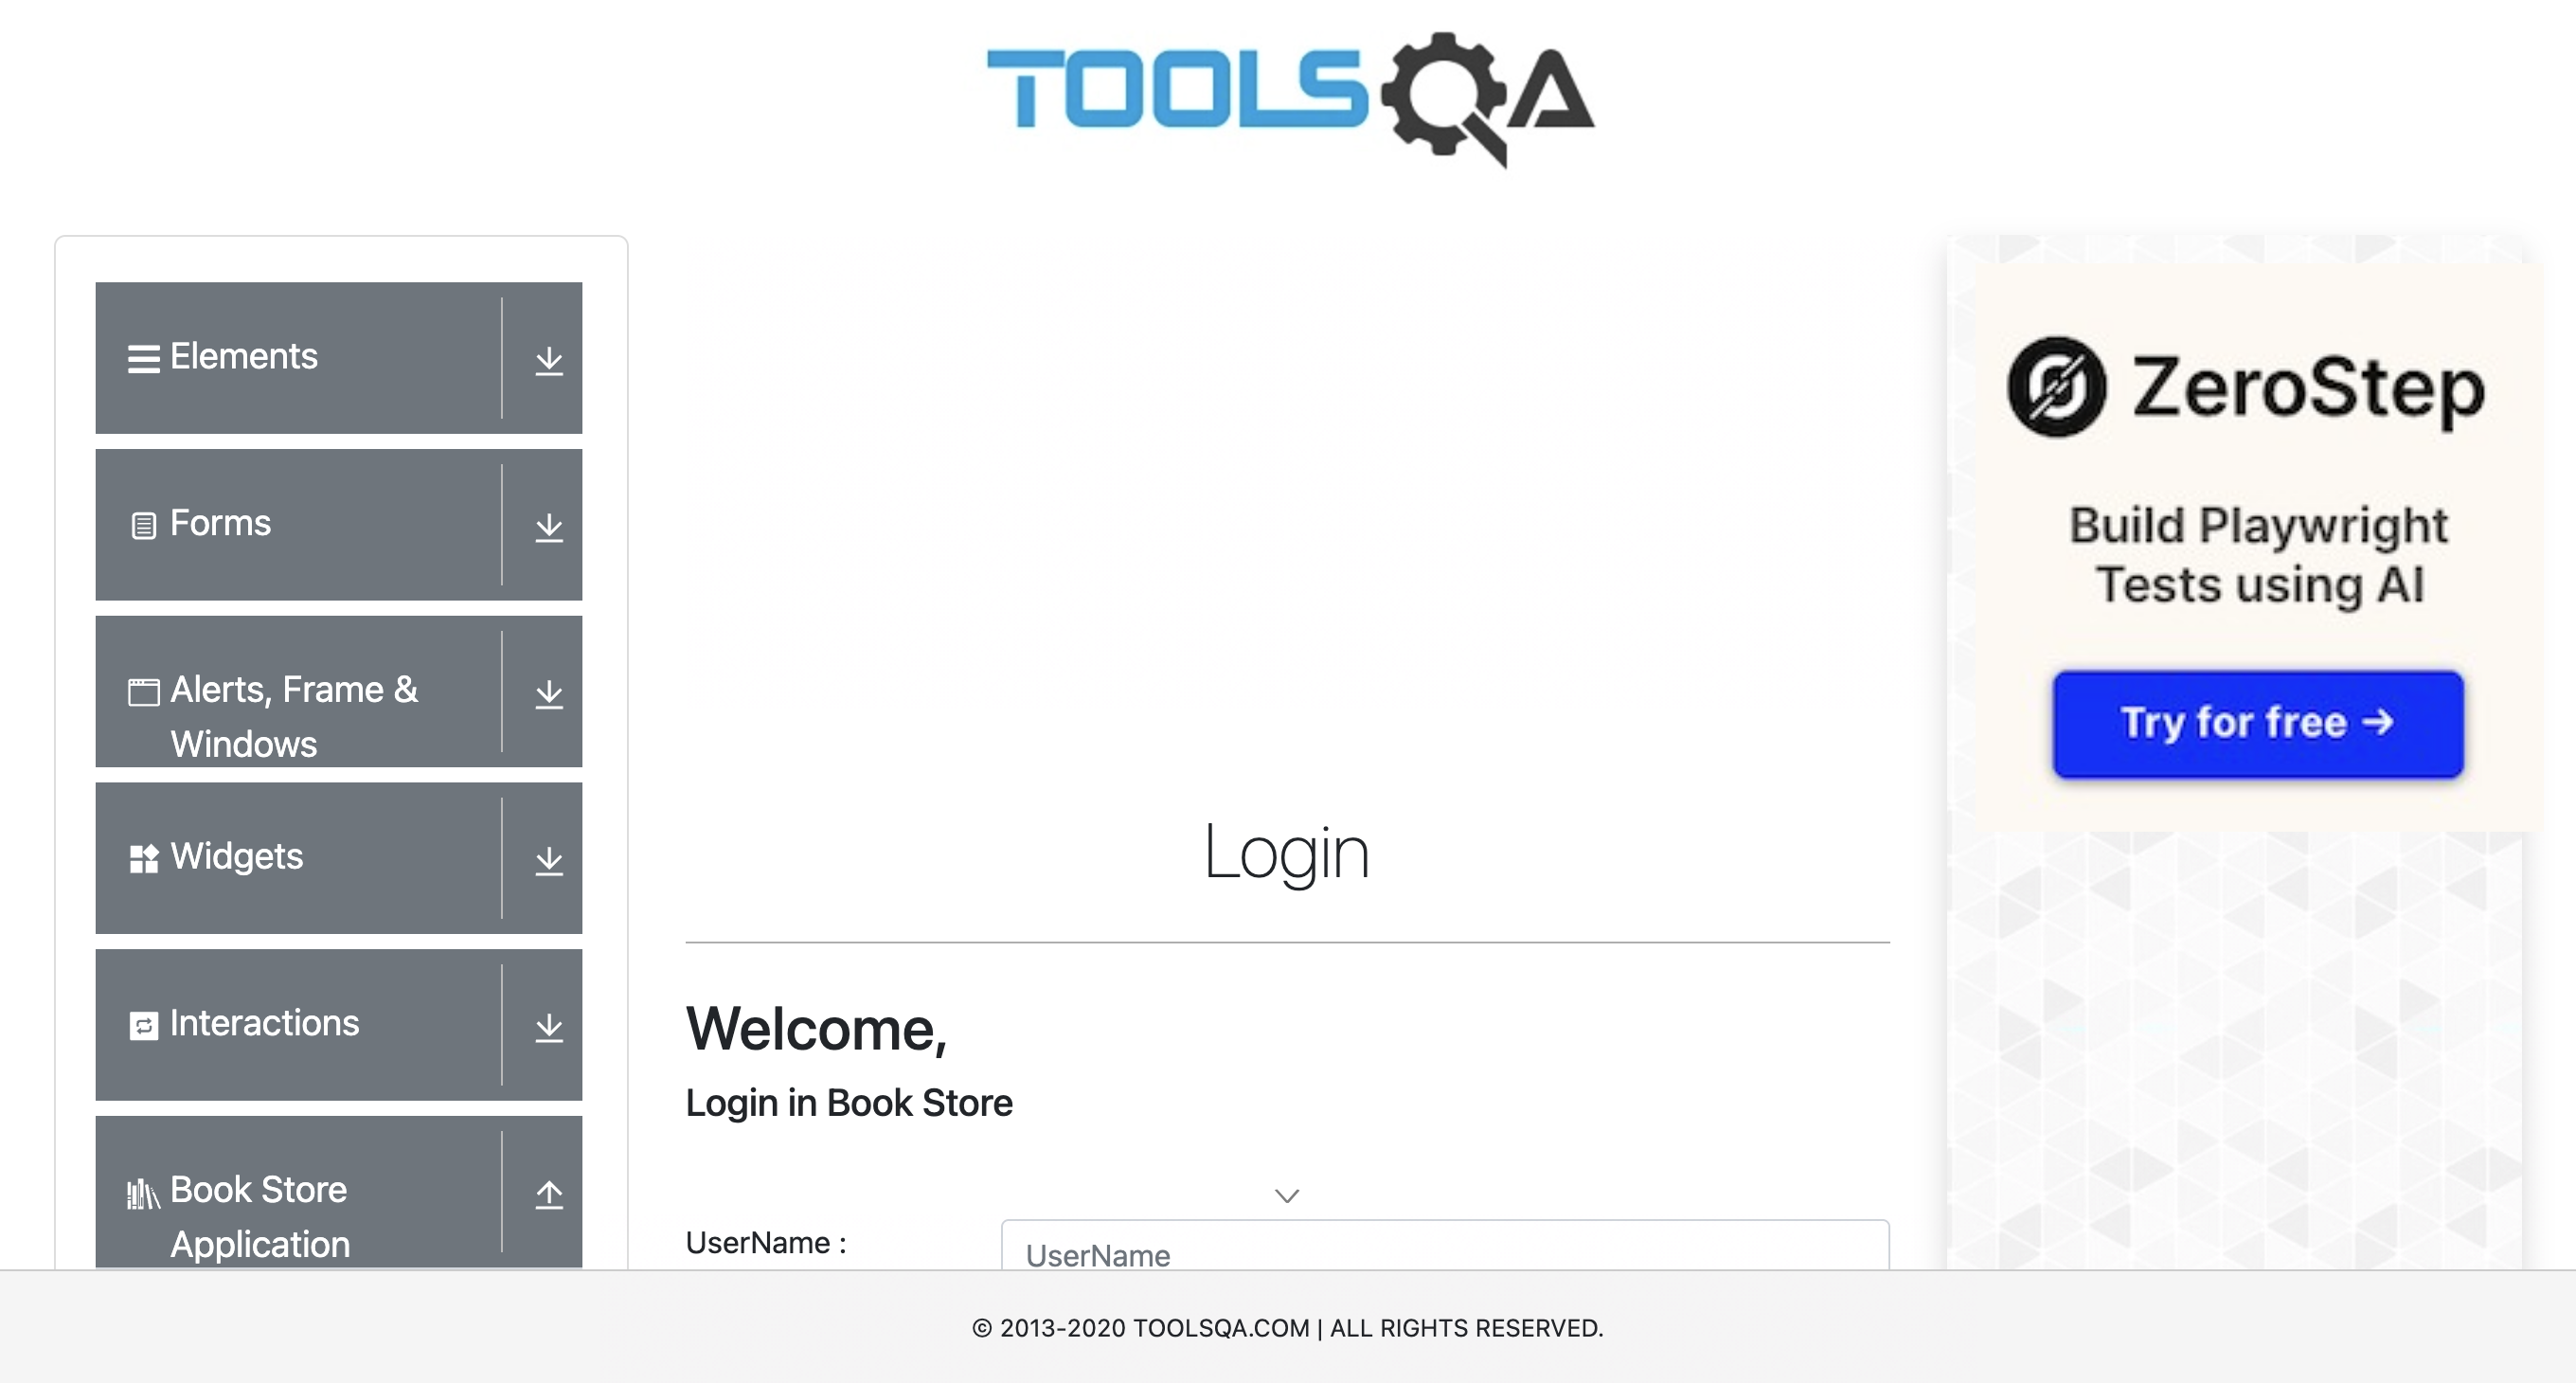 TOOLSQA
Elements
Forms
Alerts, Frame &
Windows
Widgets
Interactions
Book Store
Application
Login
Welcome,
Login in Book Store
UserName :
UserName
ZeroStep
Build Playwright
Tests using AI
Try for free →
© 2013-2020 TOOLSQA.COM | ALL RIGHTS RESERVED.